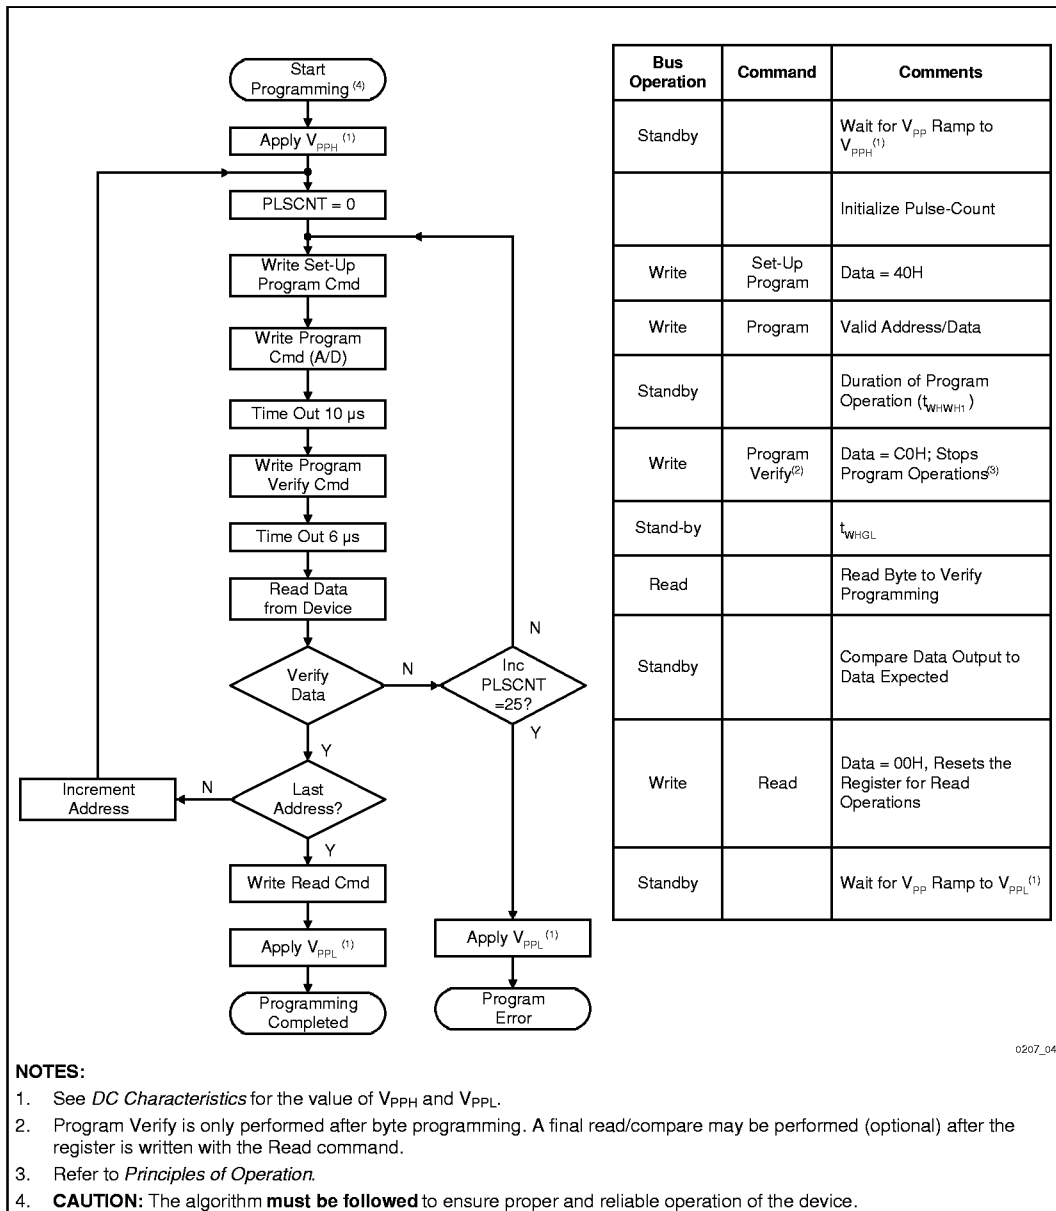 Start
Programming (4)
Apply VPPH (1)
PLSCNT = 0
Write Set-Up
Program Cmd
Write Program
Cmd (A/D)
Time Out 10 µs
Write Program
Verify Cmd
Time Out 6 µs
Read Data
from Device
Verify
Data
N
Y
Inc
PLSCNT
=25?
N
Y
Last
Address?
N
Y
Increment
Address
Write Read Cmd
Apply VPPL (1)
Programming
Completed
Apply VPPL (1)
Program
Error
Bus
Operation
Command
Comments
Standby
Wait for VPP Ramp to
VPPH(1)
Initialize Pulse-Count
Write
Set-Up
Program
Data = 40H
Write
Program
Valid Address/Data
Standby
Duration of Program
Operation (tWHWH1)
Write
Program
Verify(2)
Data = C0H; Stops
Program Operations(3)
Stand-by
tWHGL
Read
Read Byte to Verify
Programming
Standby
Compare Data Output to
Data Expected
Write
Read
Data = 00H, Resets the
Register for Read
Operations
Standby
Wait for VPP Ramp to VPPL(1)
0207_04
NOTES:
1. See DC Characteristics for the value of VPPH and VPPL.
2. Program Verify is only performed after byte programming. A final read/compare may be performed (optional) after the
register is written with the Read command.
3. Refer to Principles of Operation.
4. CAUTION: The algorithm must be followed to ensure proper and reliable operation of the device.